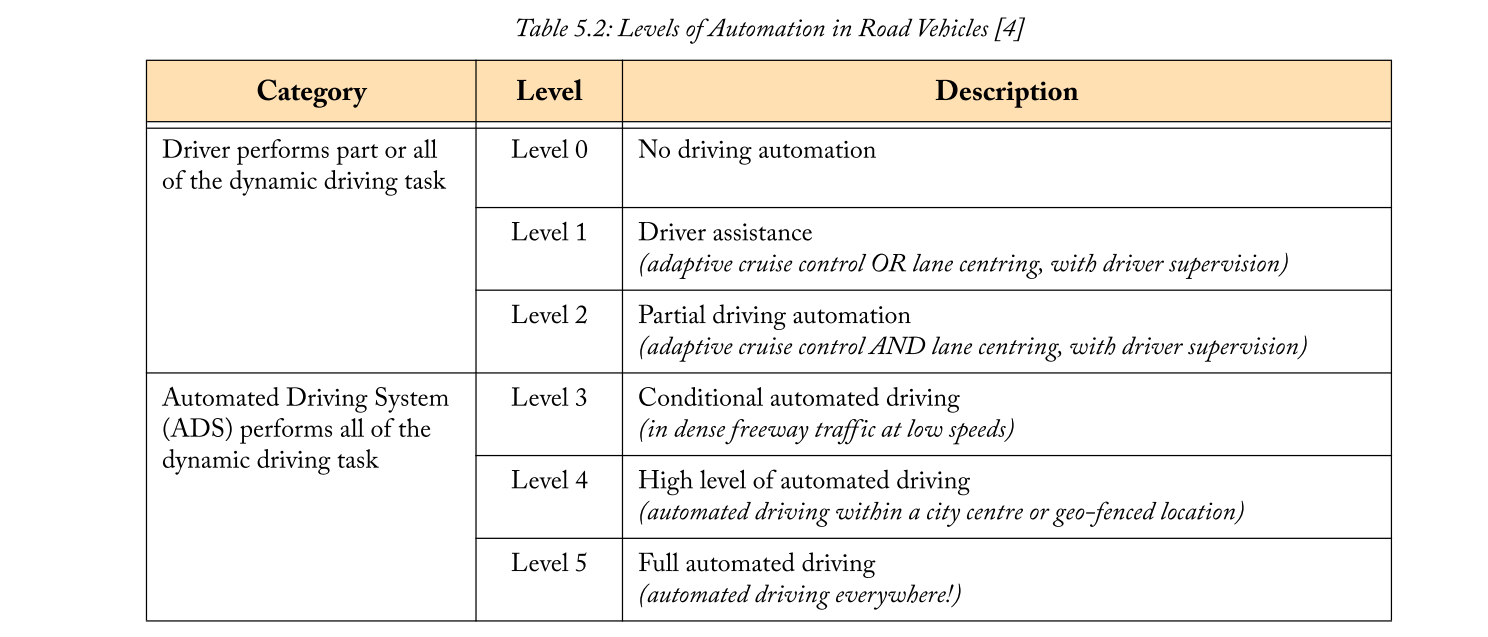 Table 5.2: Levels of Automation in Road Vehicles [4]
Category Level Description
Driver performs part or all
of the dynamic driving task
Level 0 No driving automation
Level 1 Driver assistance
(adaptive cruise control OR lane centring, with driver supervision)
Level 2 Partial driving automation
(adaptive cruise control AND lane centring, with driver supervision)
Automated Driving System
(ADS) performs all of the
dynamic driving task
Level 3 Conditional automated driving
(in dense freeway traffic at low speeds)
Level 4 High level of automated driving
(automated driving within a city centre or geo-fenced location)
Level 5 Full automated driving
(automated driving everywhere!)